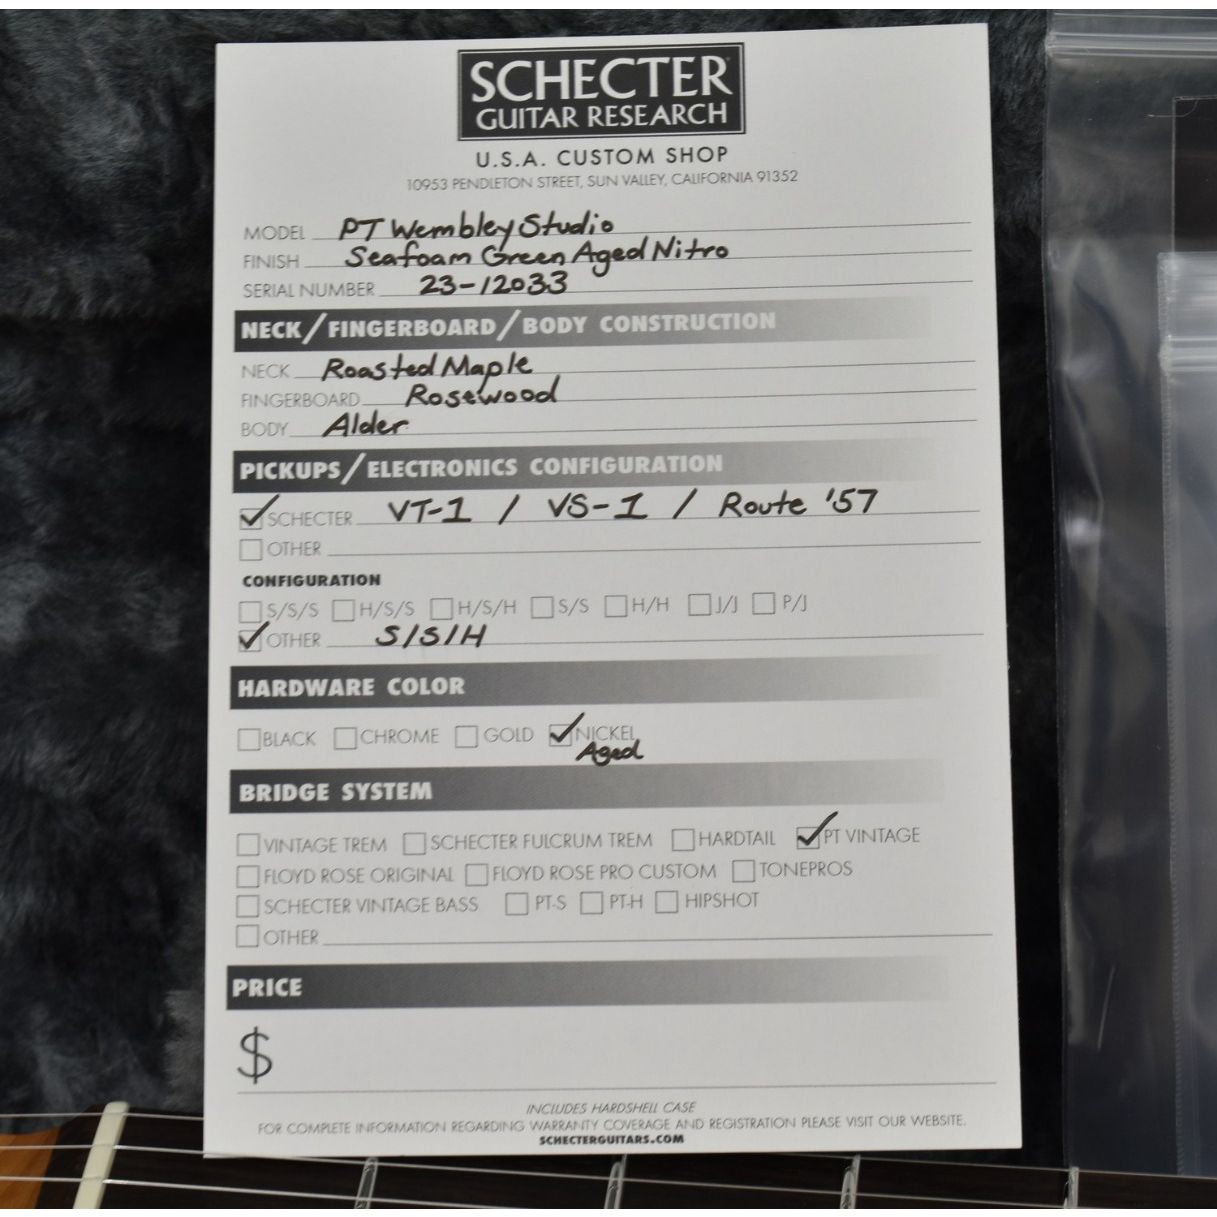 SCHECTER
GUITAR RESEARCH
U.S.A. CUSTOM SHOP
10953 PENDLETON STREET, SUN VALLEY, CALIFORNIA 91352
MODEL PT Wembley Studio
FINISH Seafoam Green Aged Nitro
SERIAL NUMBER 23-12033
NECK/FINGERBOARD/BODY CONSTRUCTION
NECK Roasted Maple
FINGERBOARD Rosewood
BODY Alder
PICKUPS/ELECTRONICS CONFIGURATION
SCHECTER VT-1 / VS-1 / Route '57
OTHER
CONFIGURATION
S/S/S H/S/S H/S/H S/S H/H J/J P/J
OTHER S/S/H
HARDWARE COLOR
BLACK CHROME GOLD NICKEL
Aged
BRIDGE SYSTEM
VINTAGE TREM SCHECTER FULCRUM TREM HARDTAIL PT VINTAGE
FLOYD ROSE ORIGINAL FLOYD ROSE PRO CUSTOM TONEPROS
SCHECTER VINTAGE BASS PT-S PT-H HIPSHOT
OTHER
PRICE
$
INCLUDES HARDSHELL CASE
FOR COMPLETE INFORMATION REGARDING WARRANTY COVERAGE AND REGISTRATION PLEASE VISIT OUR WEBSITE.
SCHECTERGUITARS.COM